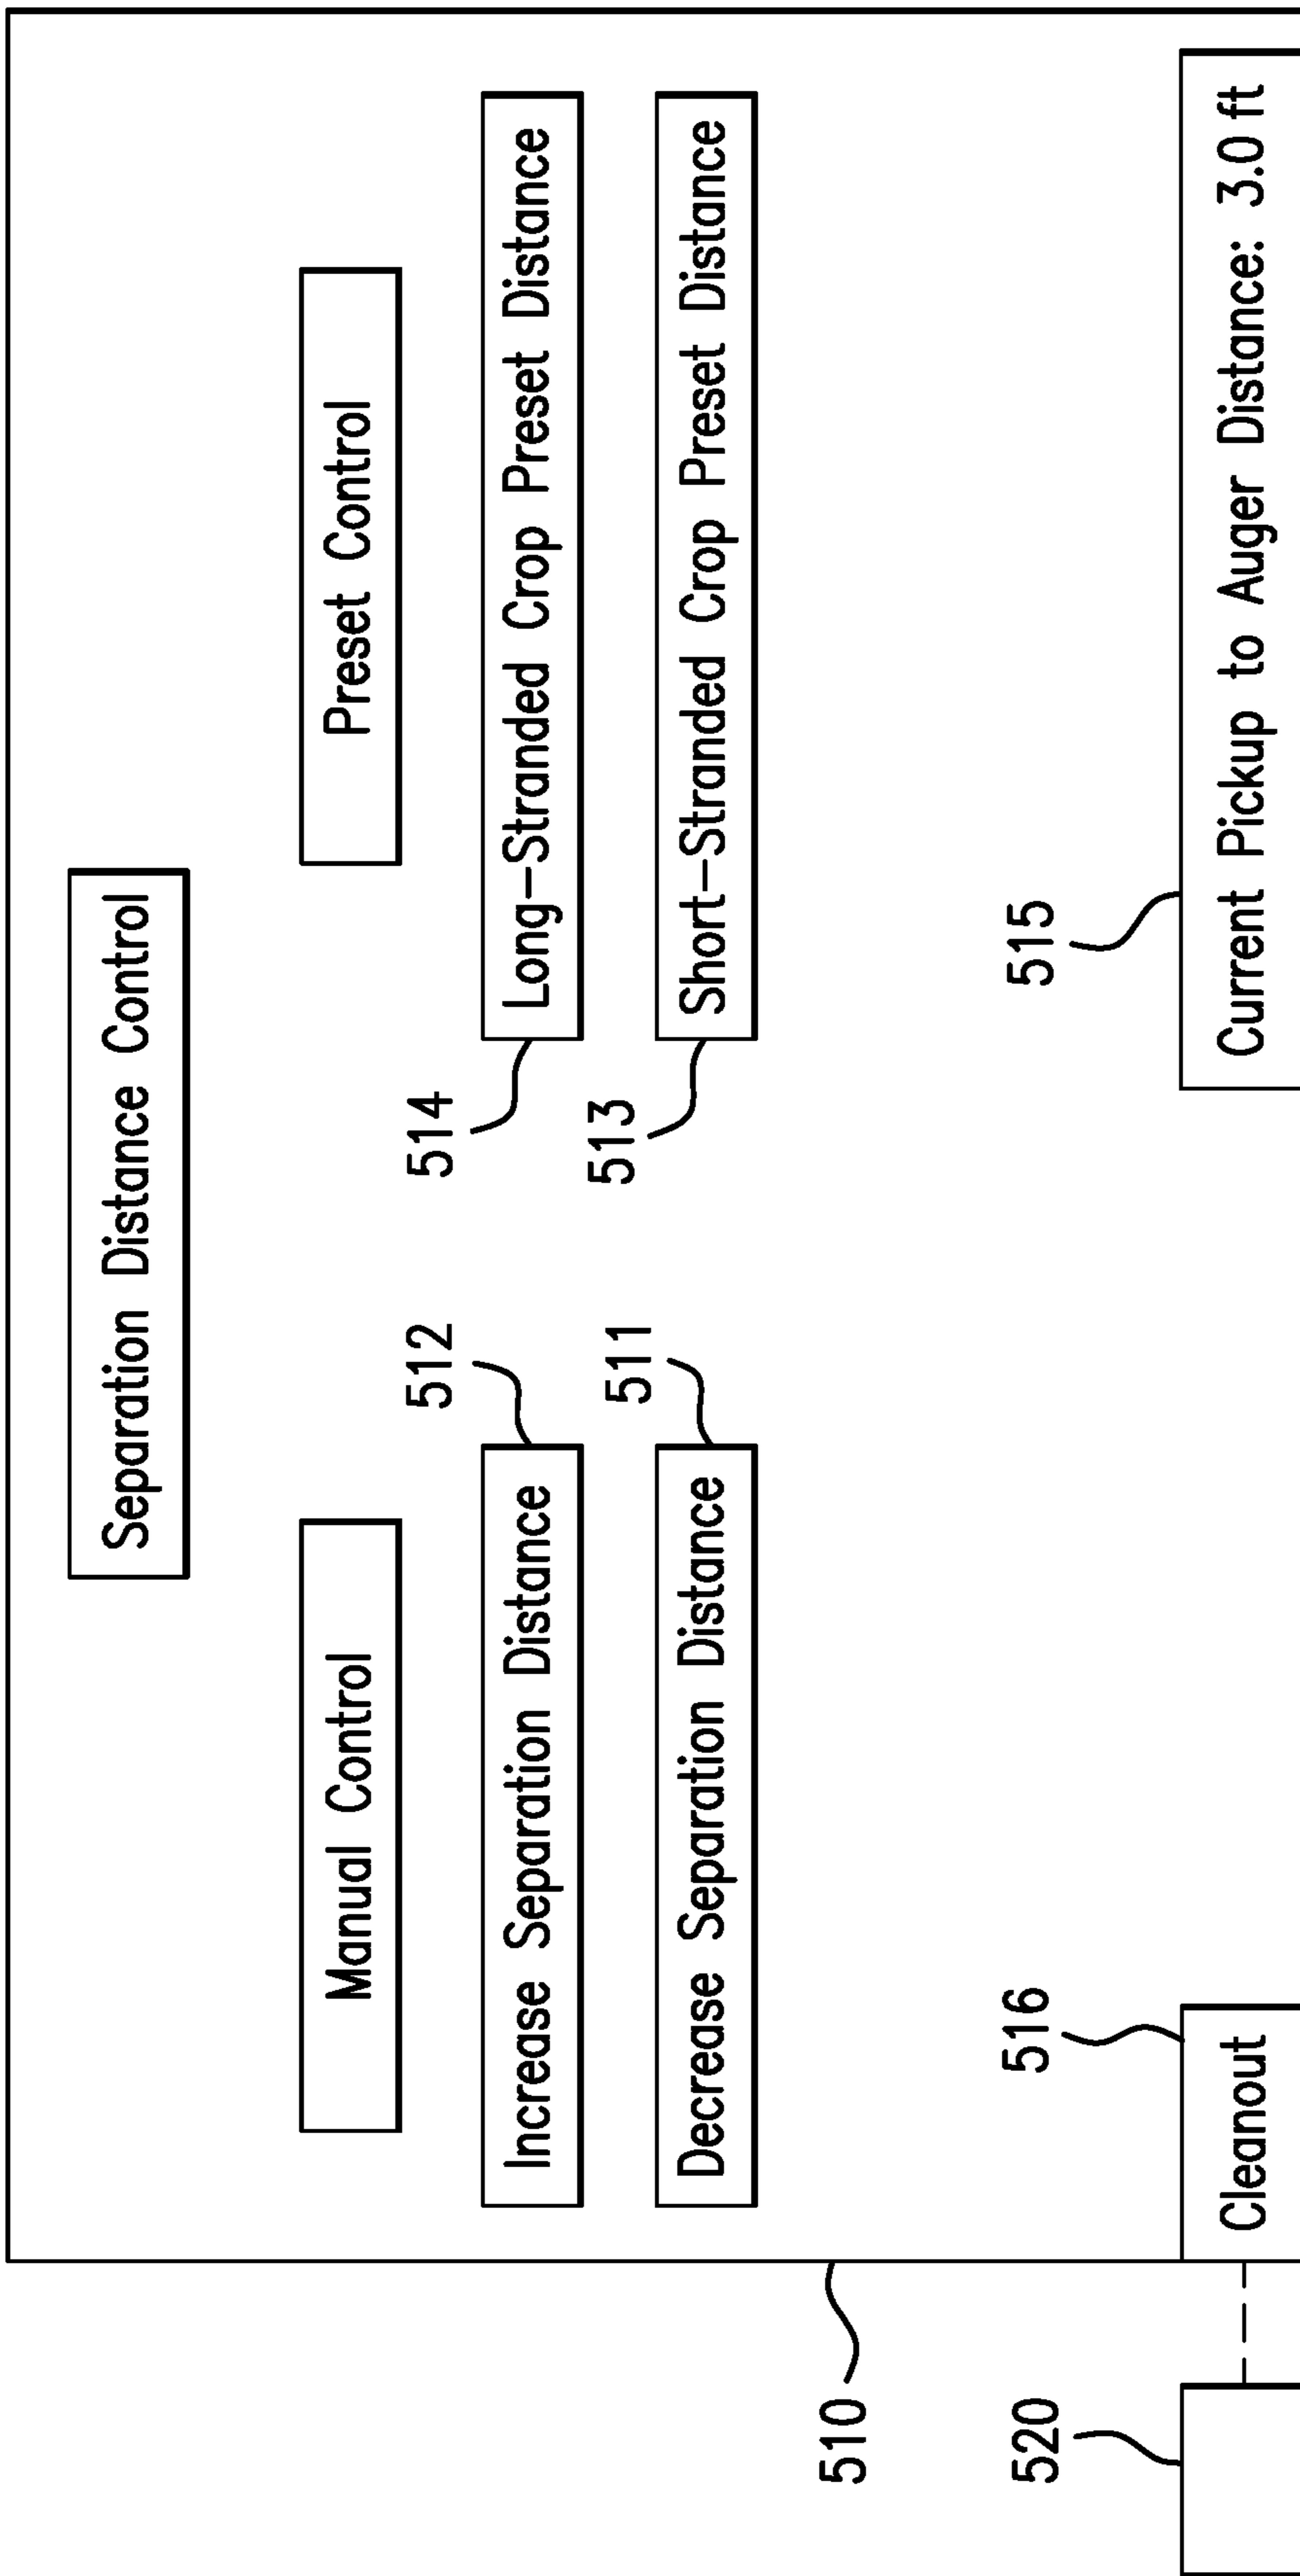 Separation Distance Control
Manual Control
Preset Control
512
514
Increase Separation Distance
Long-Stranded Crop Preset Distance
511
513
Decrease Separation Distance
Short-Stranded Crop Preset Distance
510
520
516
515
Cleanout
Current Pickup to Auger Distance: 3.0 ft